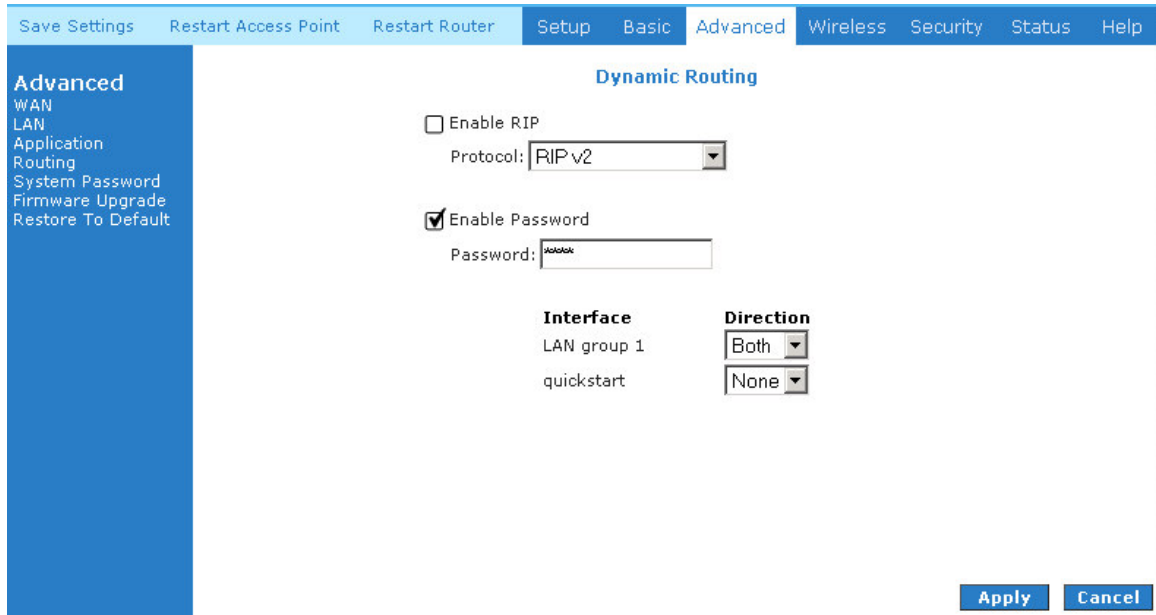 Save Settings Restart Access Point Restart Router Setup Basic Advanced Wireless Security Status Help
Advanced
WAN
LAN
Application
Routing
System Password
Firmware Upgrade
Restore To Default
Dynamic Routing
Enable RIP
Protocol: RIP v2
Enable Password
Password: ****
Interface Direction
LAN group 1 Both
quickstart None
Apply Cancel